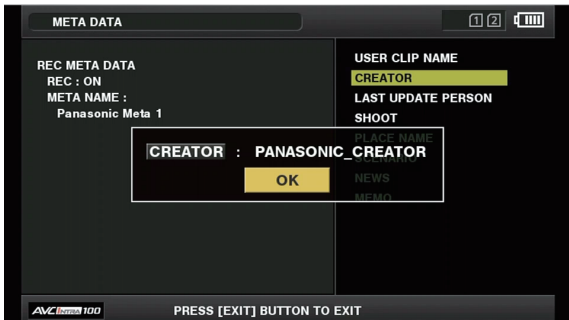 META DATA
1 2
REC META DATA
REC : ON
META NAME :
Panasonic Meta 1
USER CLIP NAME
CREATOR
LAST UPDATE PERSON
SHOOT
PLACE NAME
SCENARIO
NEWS
MEMO
CREATOR : PANASONIC_CREATOR
OK
AVC INTRA 100
PRESS [EXIT] BUTTON TO EXIT